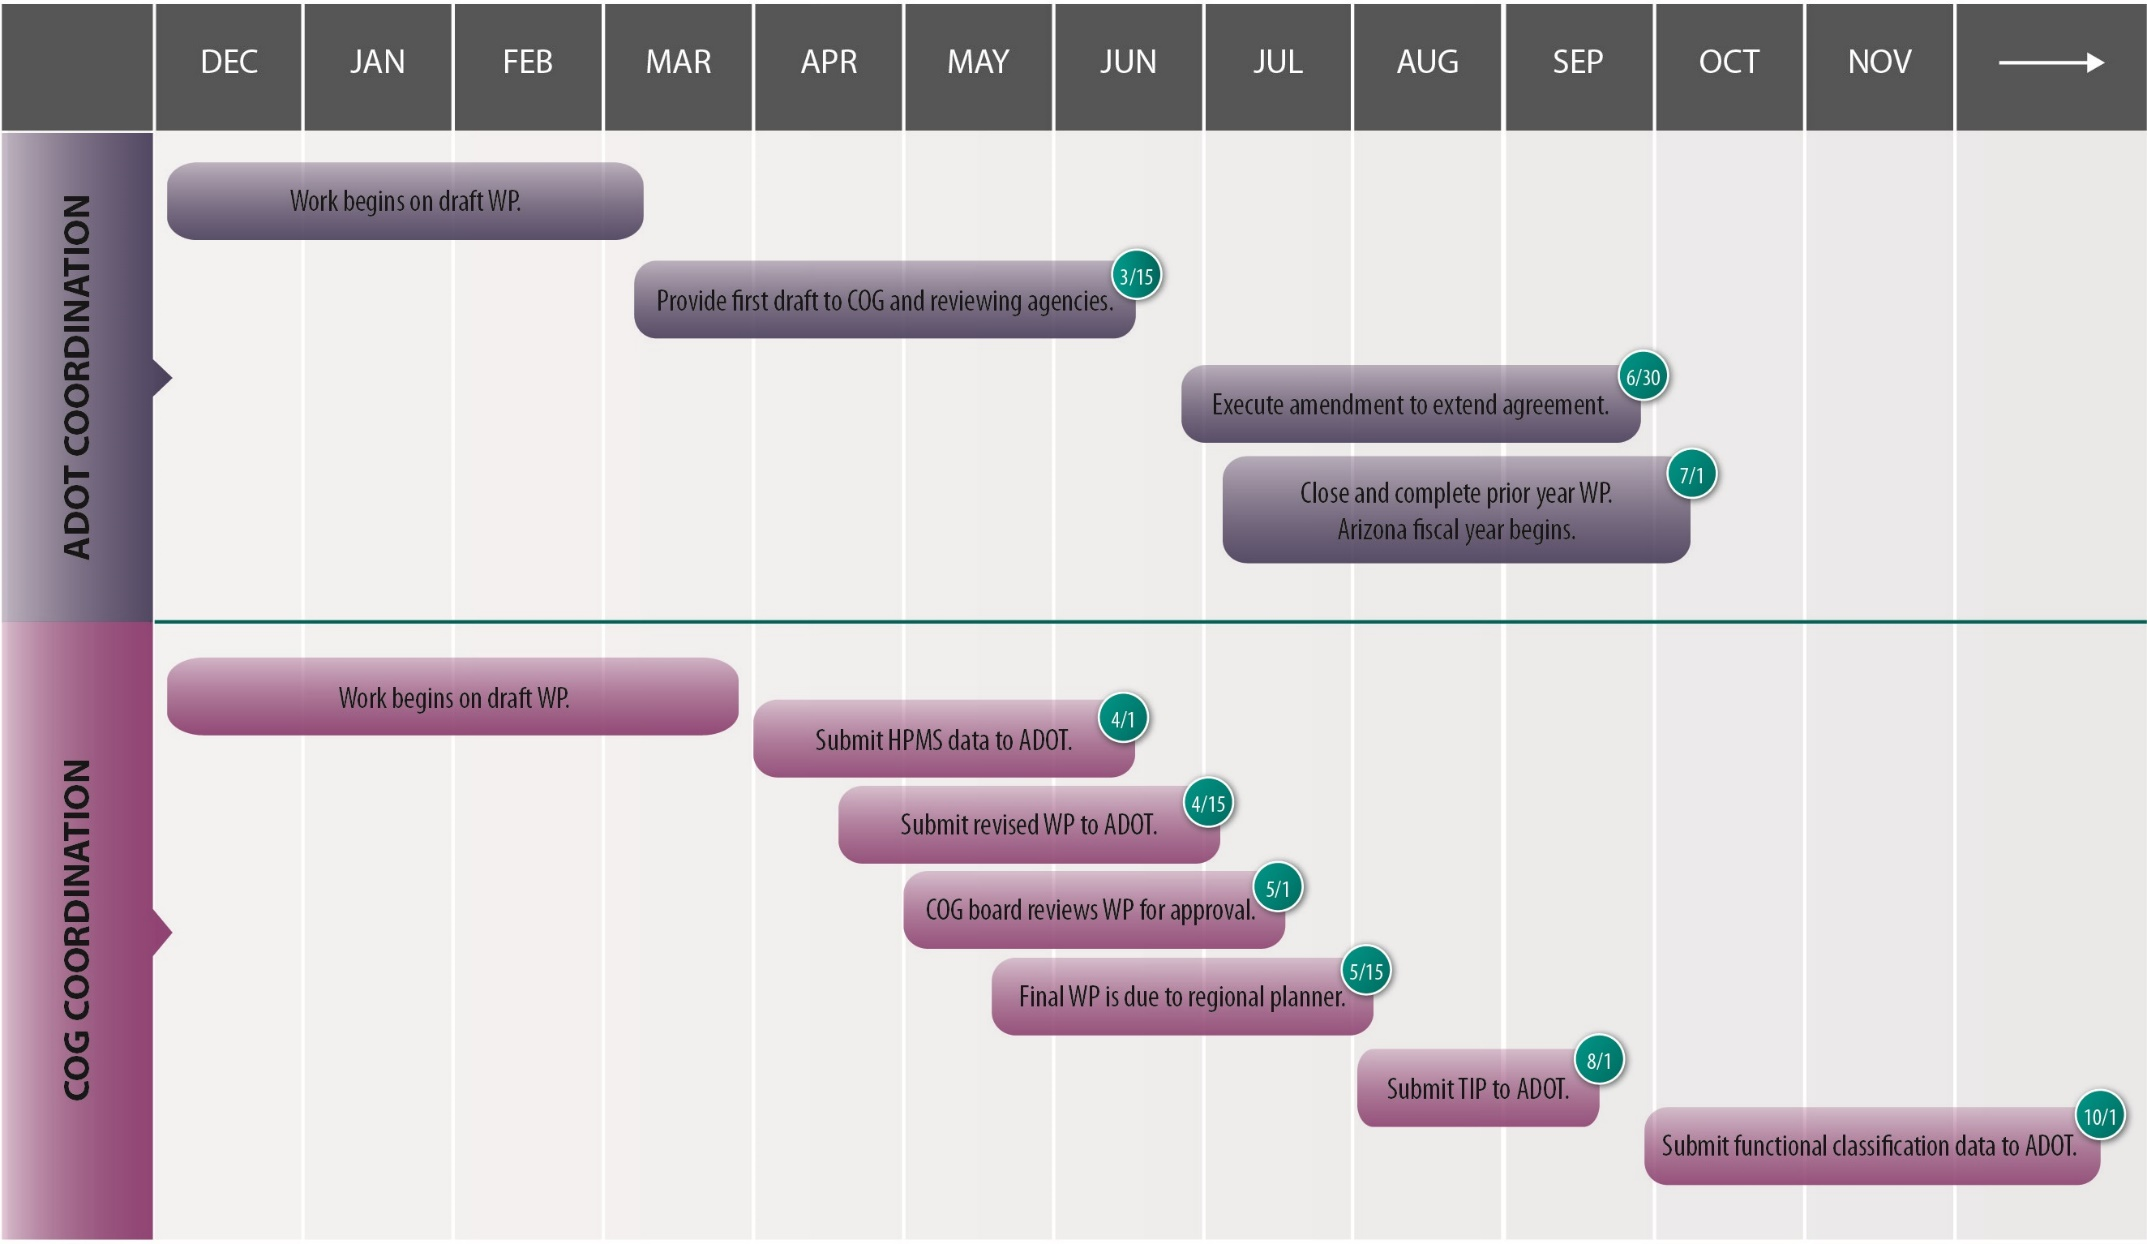 DEC JAN FEB MAR APR MAY JUN JUL AUG SEP OCT NOV
ADOT COORDINATION
Work begins on draft WP.
3/15
Provide first draft to COG and reviewing agencies.
6/30
Execute amendment to extend agreement.
7/1
Close and complete prior year WP.
Arizona fiscal year begins.
COG COORDINATION
Work begins on draft WP.
4/1
Submit HPMS data to ADOT.
4/15
Submit revised WP to ADOT.
5/1
COG board reviews WP for approval.
5/15
Final WP is due to regional planner.
8/1
Submit TIP to ADOT.
10/1
Submit functional classification data to ADOT.